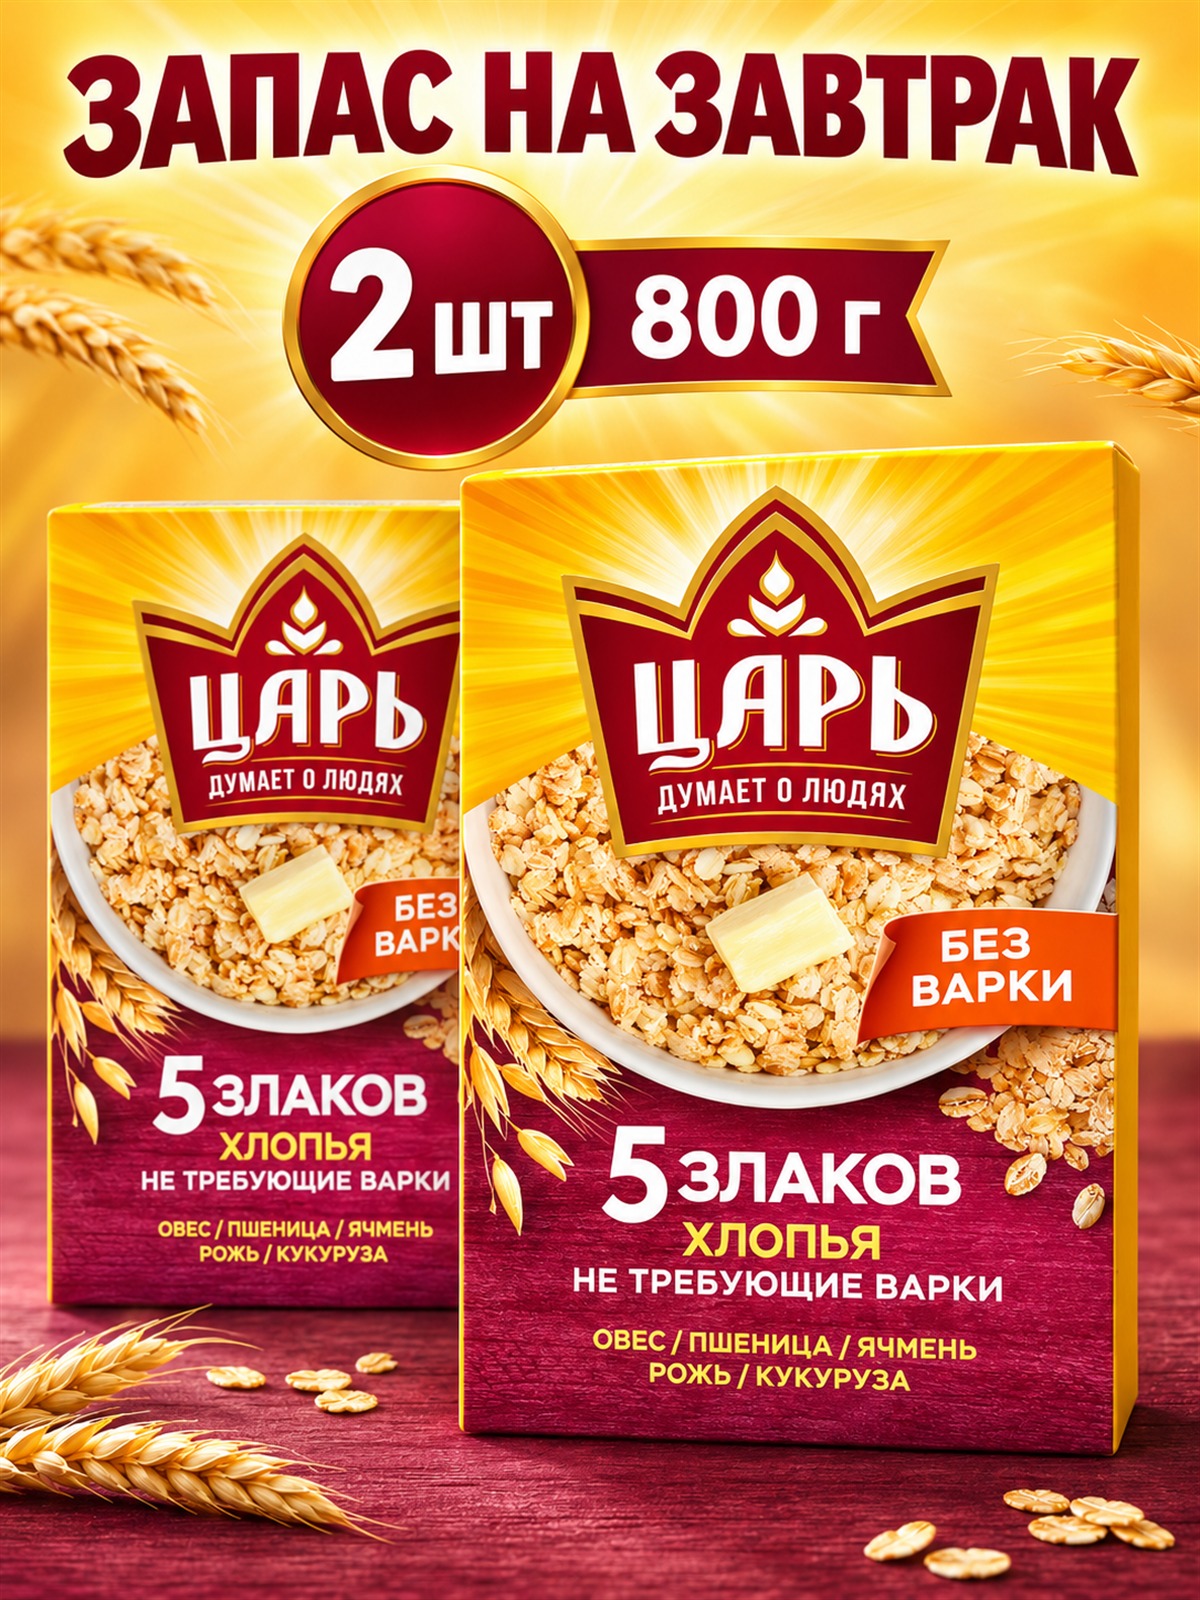 ЗАПАС НА ЗАВТРАК
2 шт 800 г
ЦАРЬ
ДУМАЕТ О ЛЮДЯХ
БЕЗ
ВАРК
5 ЗЛАКОВ
ХЛОПЬЯ
НЕ ТРЕБУЮЩИЕ ВАРКИ
ОВЕС / ПШЕНИЦА / ЯЧМЕНЬ
РОЖЬ / КУКУРУЗА
ЦАРЬ
ДУМАЕТ О ЛЮДЯХ
БЕЗ
ВАРКИ
5 ЗЛАКОВ
ХЛОПЬЯ
НЕ ТРЕБУЮЩИЕ ВАРКИ
ОВЕС / ПШЕНИЦА / ЯЧМЕНЬ
РОЖЬ / КУКУРУЗА